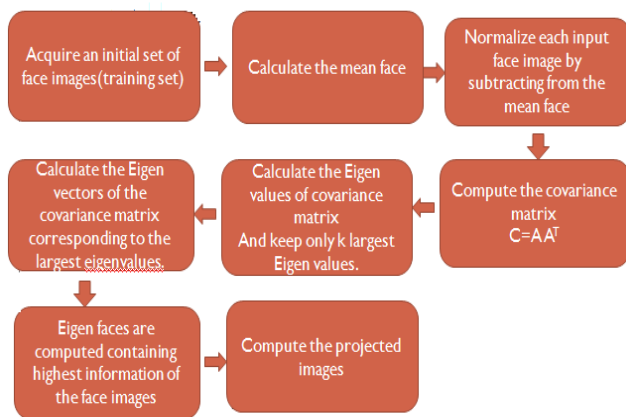 Acquire an initial set of
face images(training set)
Calculate the mean face
Normalize each input
face image by
subtracting from the
mean face
Compute the covariance
matrix
C=AAᵀ
Calculate the Eigen
values of covariance
matrix
And keep only k largest
Eigen values.
Calculate the Eigen
vectors of the
covariance matrix
corresponding to the
largest eigenvalues.
Eigen faces are
computed containing
highest information of
the face images
Compute the projected
images